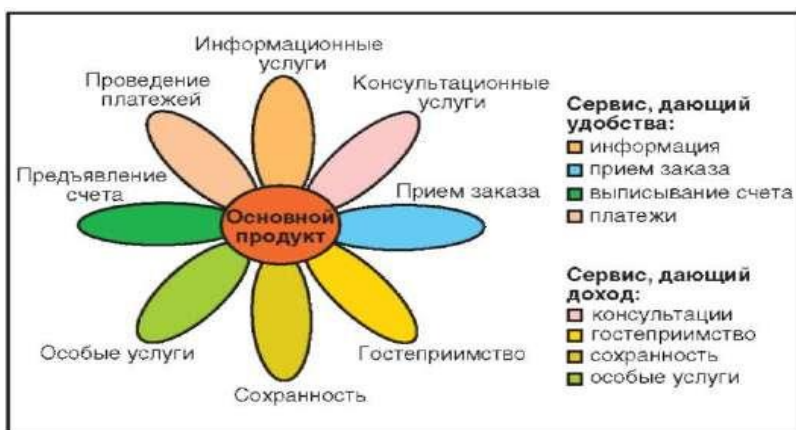 Информационные
услуги
Проведение
платежей
Консультационные
услуги
Предъявление
счета
Прием заказа
Основной
продукт
Особые услуги
Гостеприимство
Сохранность
Сервис, дающий
удобства:
информация
прием заказа
выписывание счета
платежи
Сервис, дающий
доход:
консультации
гостеприимство
сохранность
особые услуги